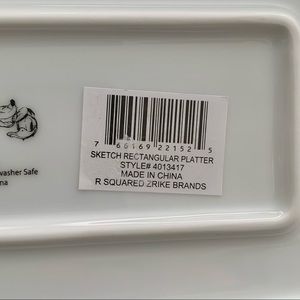 7 66169 22152 5
SKETCH RECTANGULAR PLATTER
STYLE# 4013417
MADE IN CHINA
R SQUARED ZRIKE BRANDS
washer Safe
na